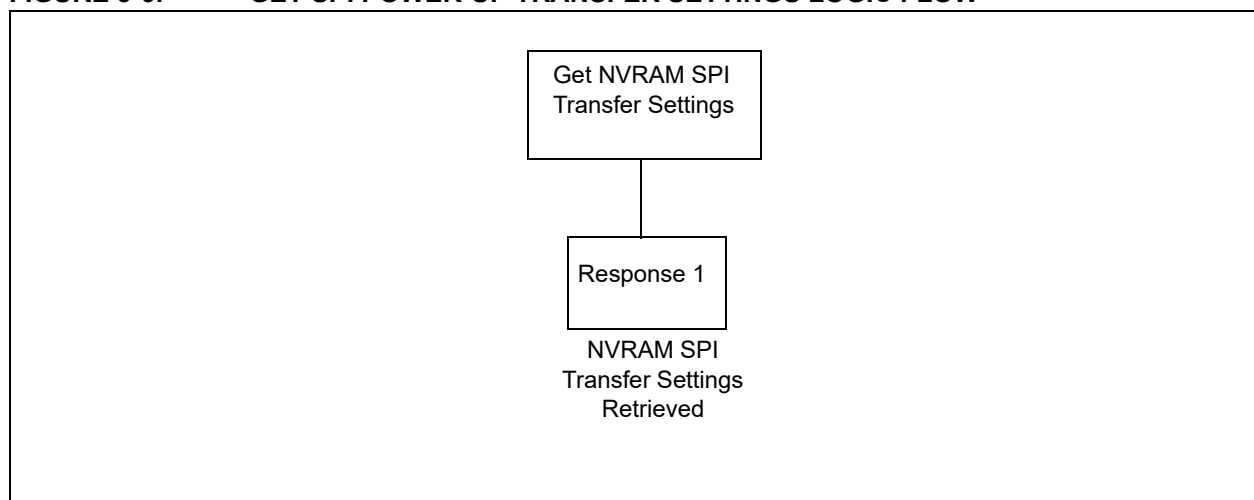 Get NVRAM SPI
Transfer Settings
Response 1
NVRAM SPI
Transfer Settings
Retrieved